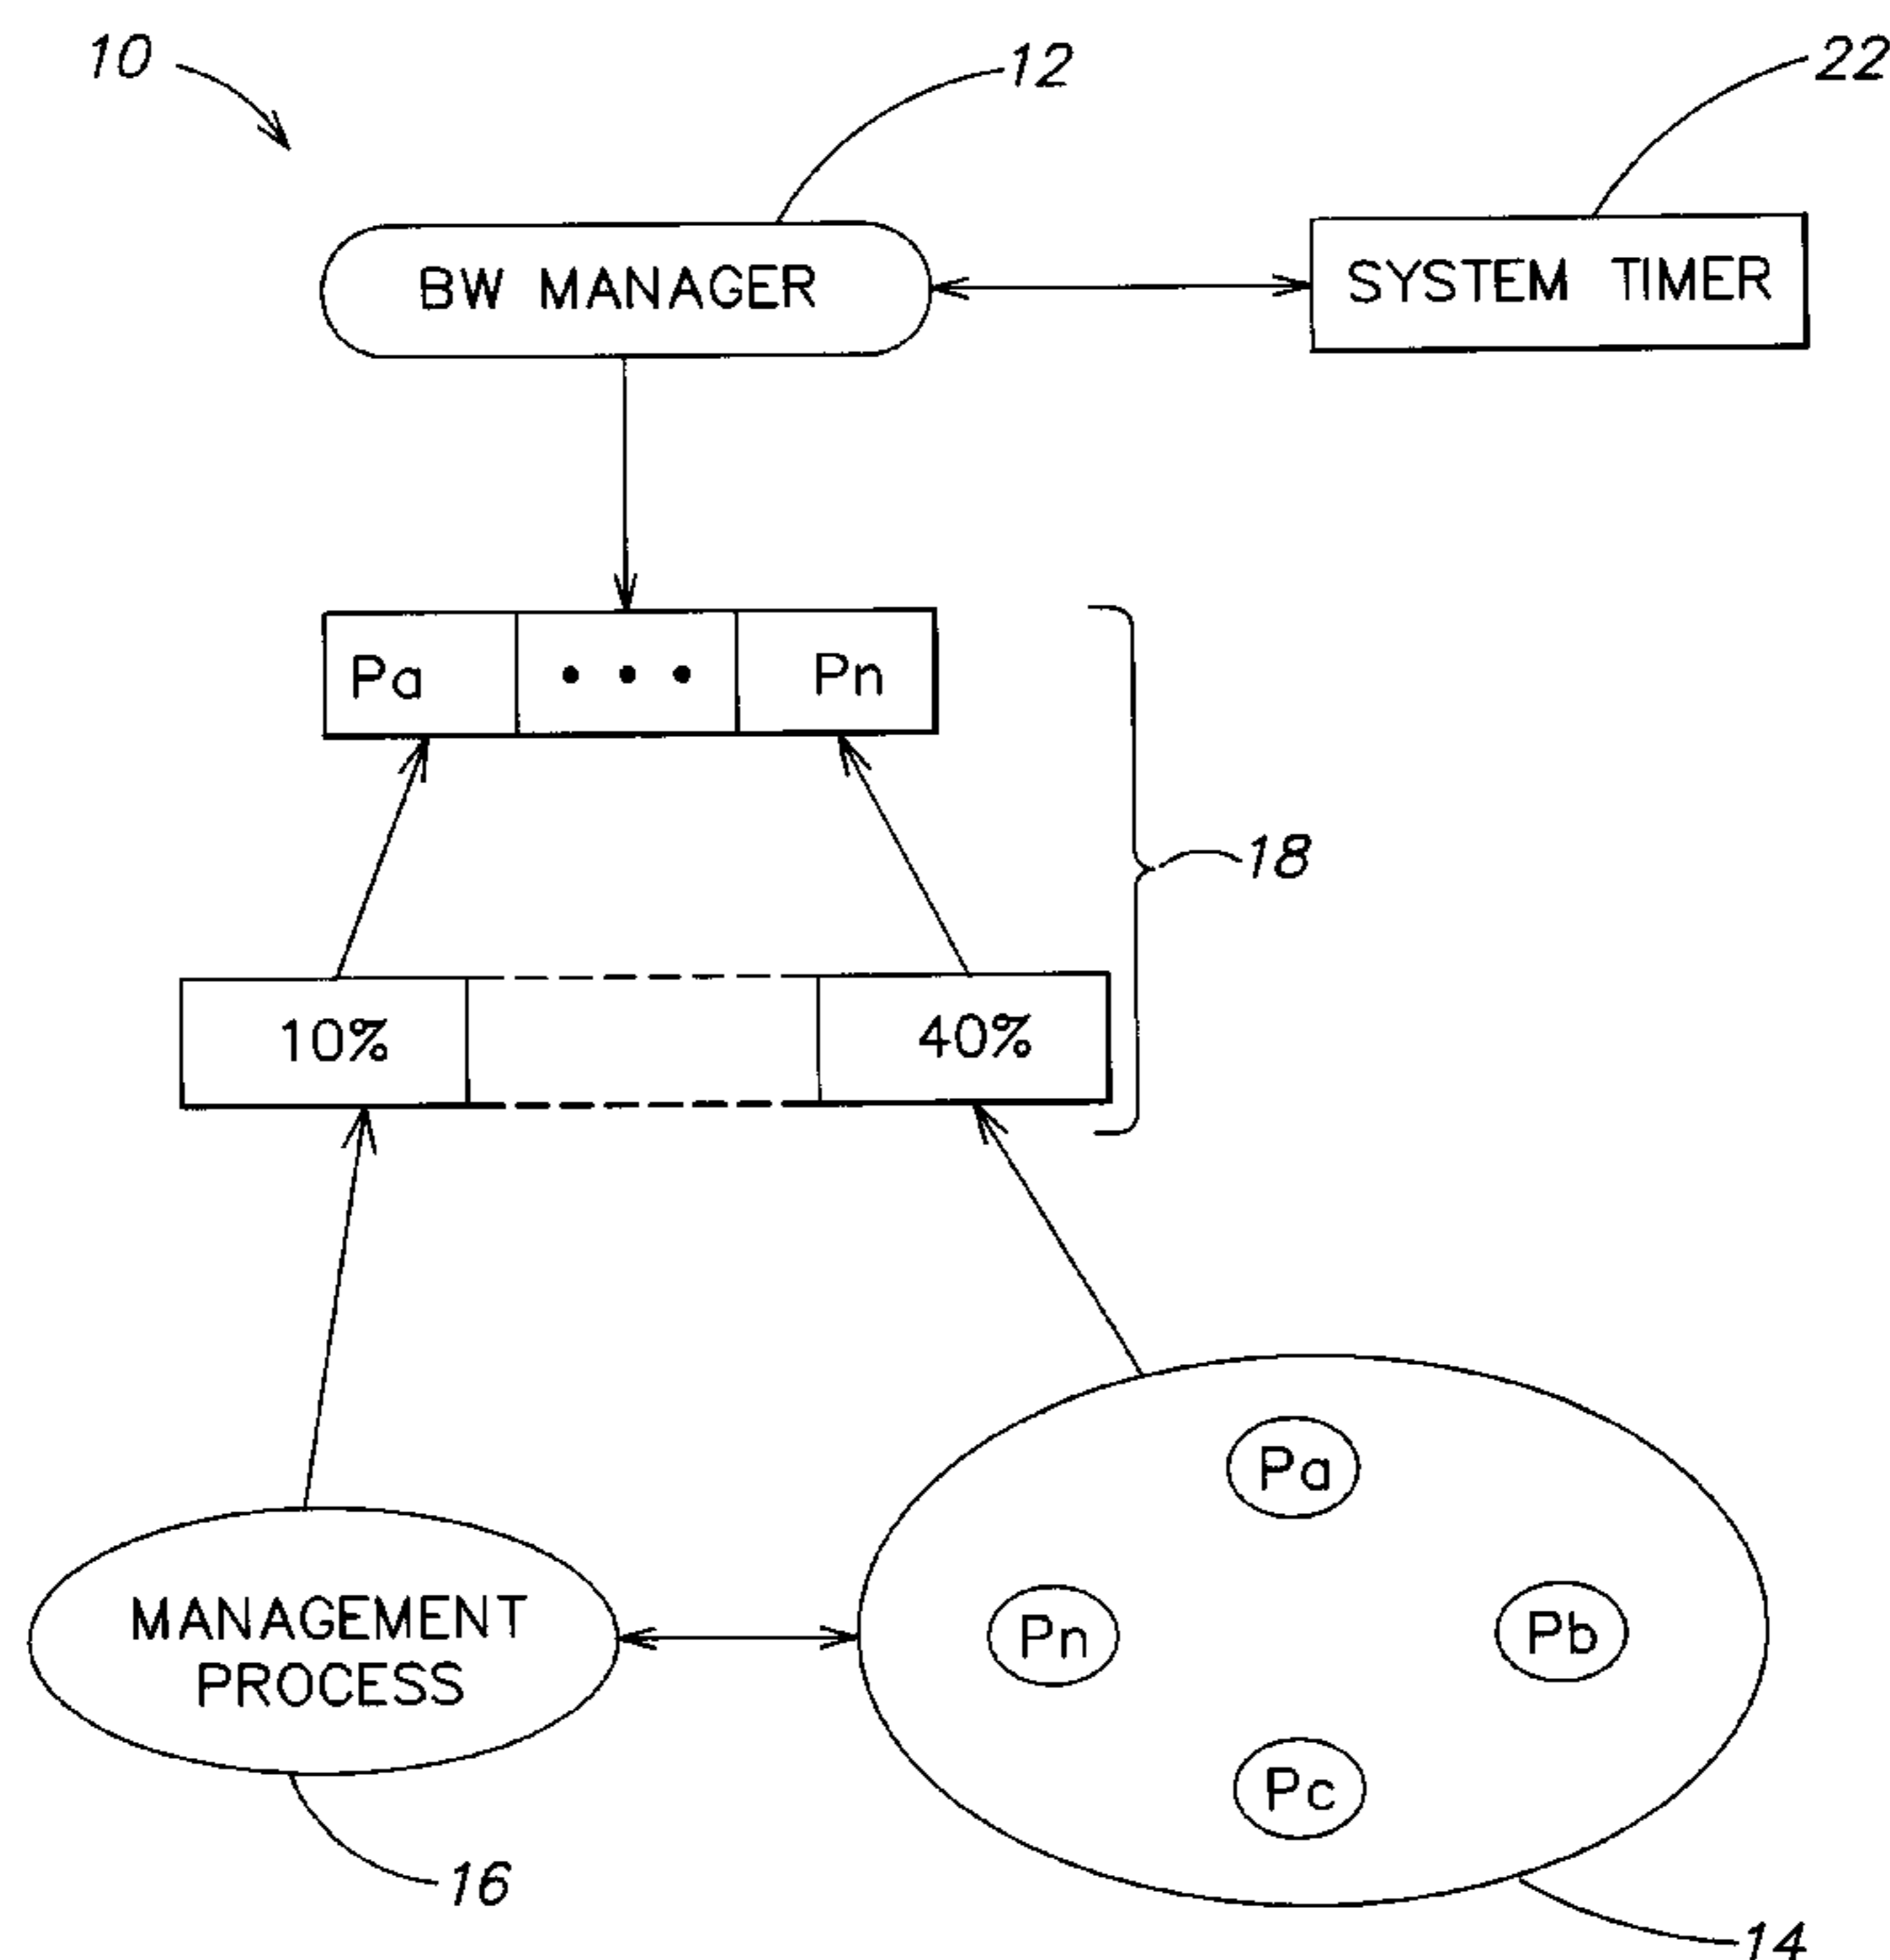 10
12
22
BW MANAGER
SYSTEM TIMER
Pa
• • •
Pn
18
10%
40%
Pa
MANAGEMENT
PROCESS
Pn
Pb
Pc
16
14